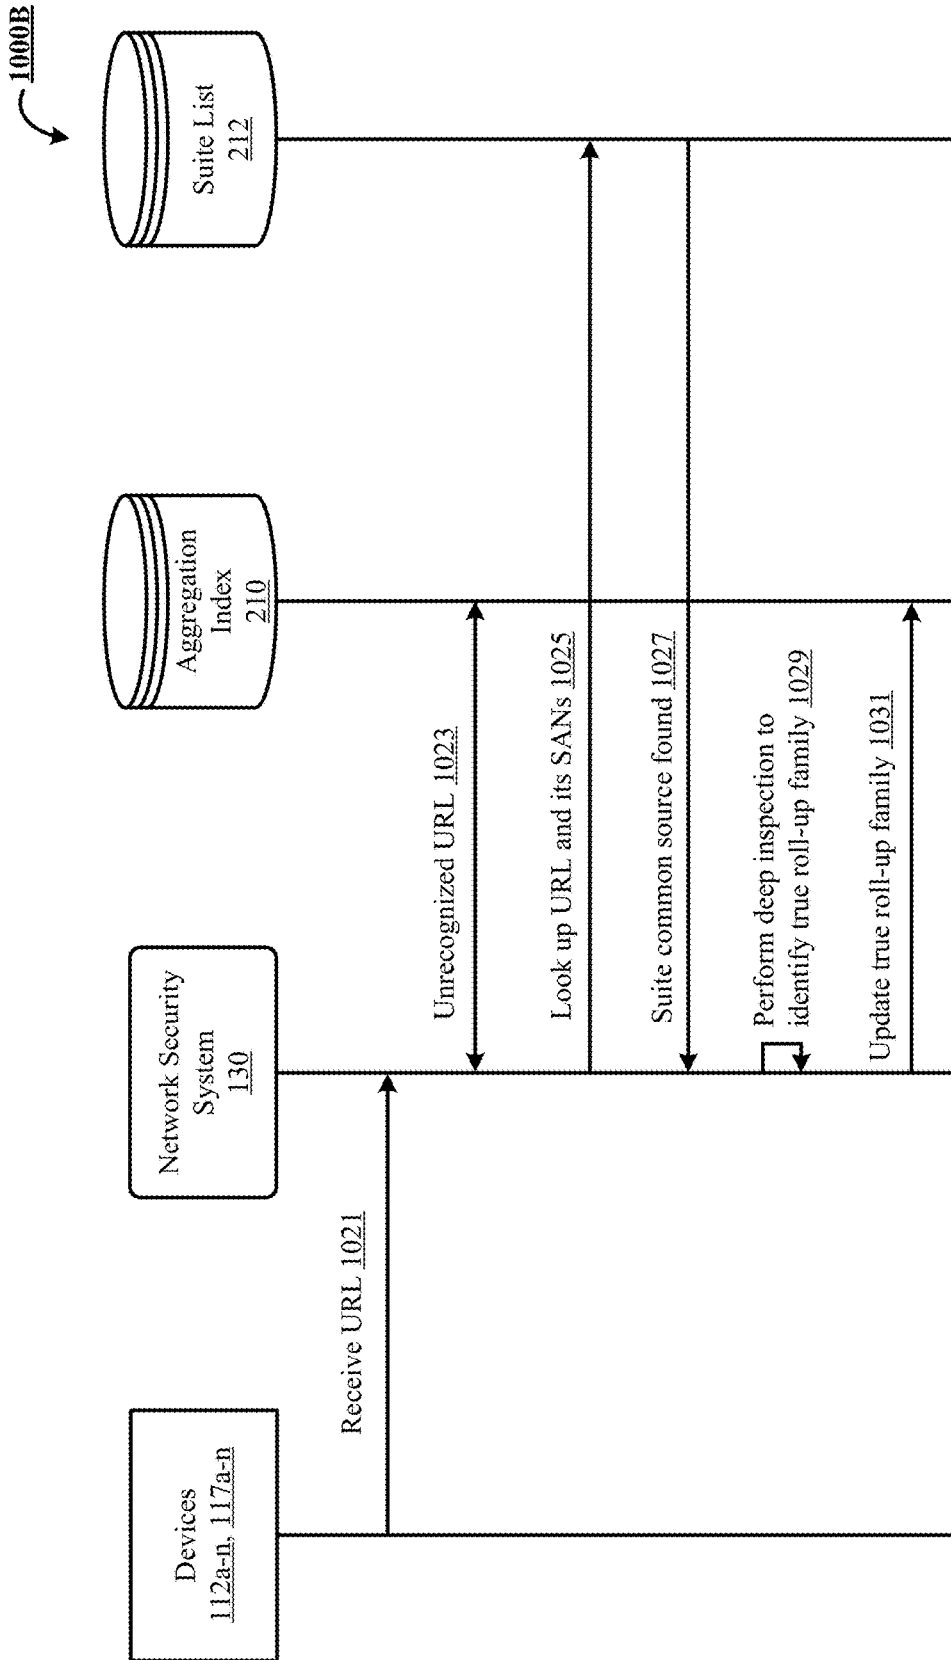 1000B
Devices
112a-n, 117a-n
Network Security
System
130
Aggregation
Index
210
Suite List
212
Receive URL 1021
Unrecognized URL 1023
Look up URL and its SANs 1025
Suite common source found 1027
Perform deep inspection to
identify true roll-up family 1029
Update true roll-up family 1031